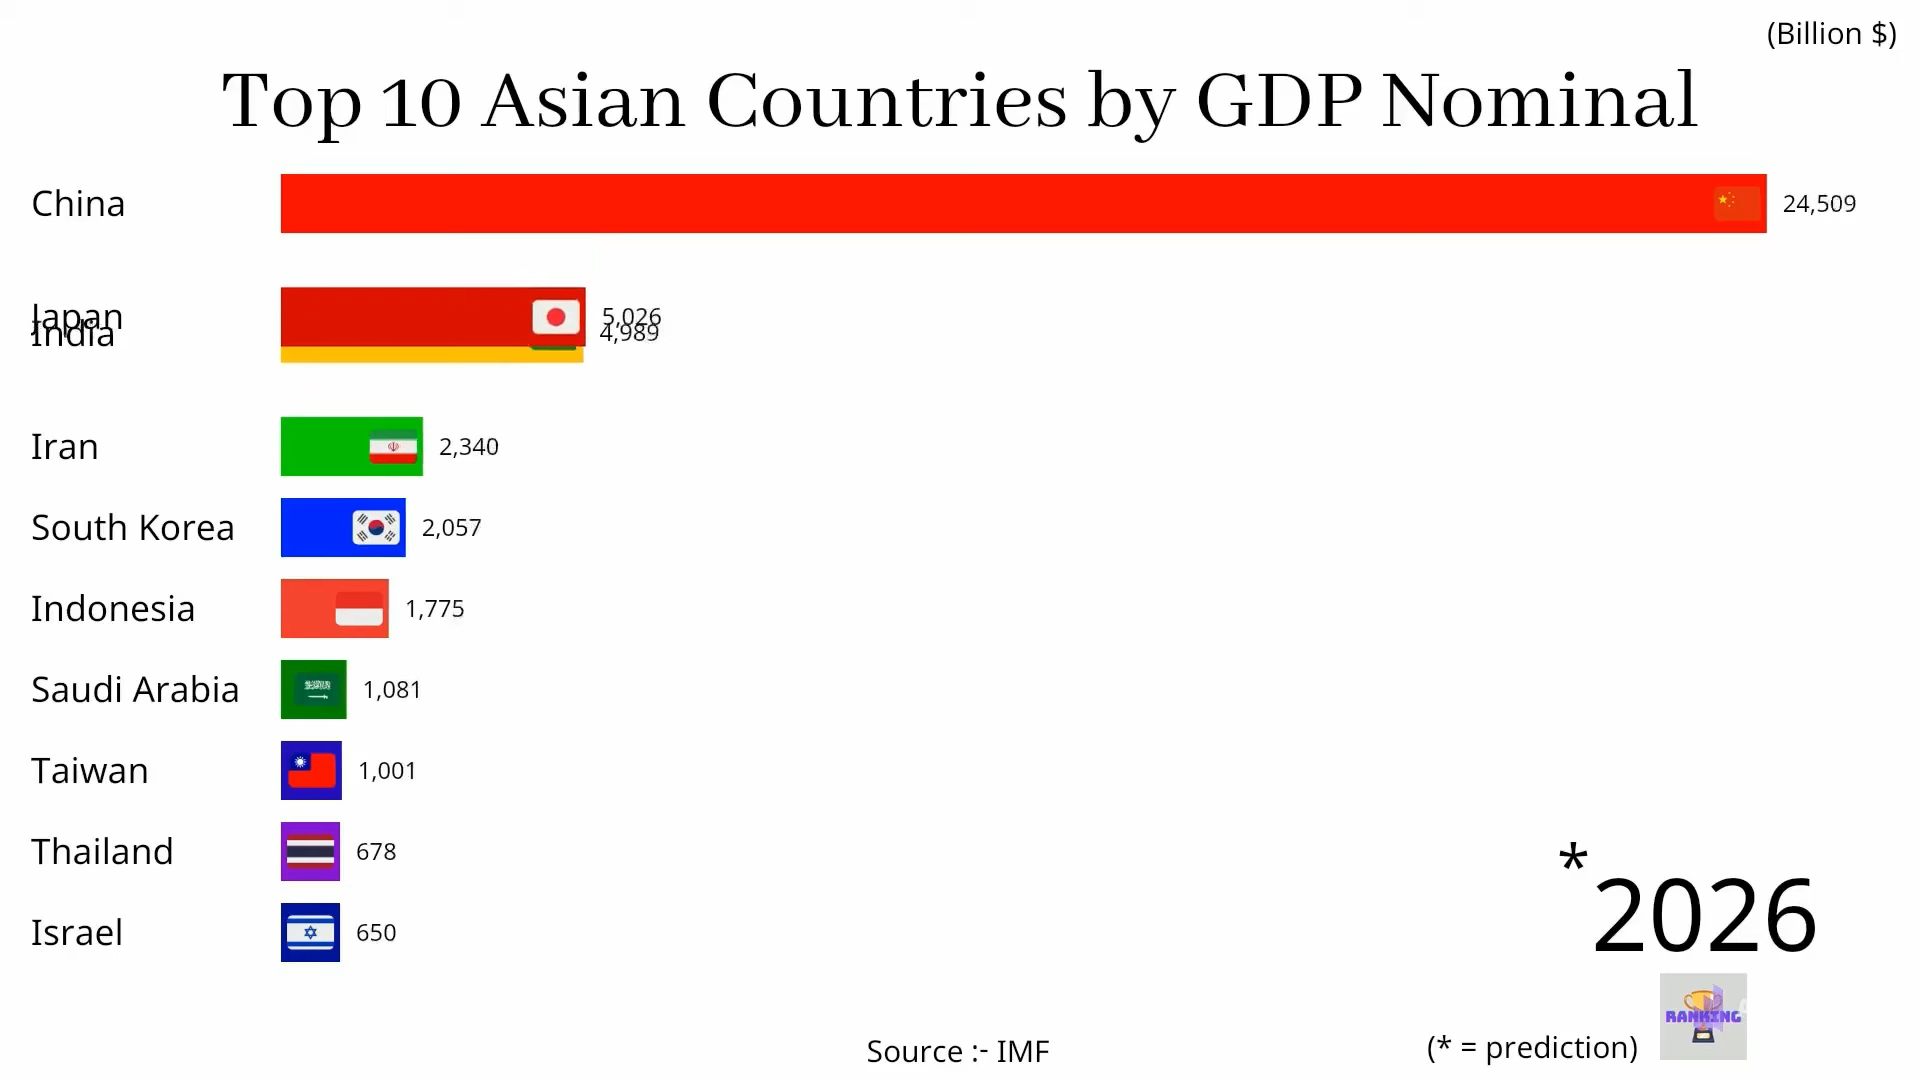 (Billion $)
Top 10 Asian Countries by GDP Nominal
China 24,509
Japan 5,026
India 4,989
Iran 2,340
South Korea 2,057
Indonesia 1,775
Saudi Arabia 1,081
Taiwan 1,001
Thailand 678
Israel 650
*2026
RANKING
Source :- IMF
(* = prediction)